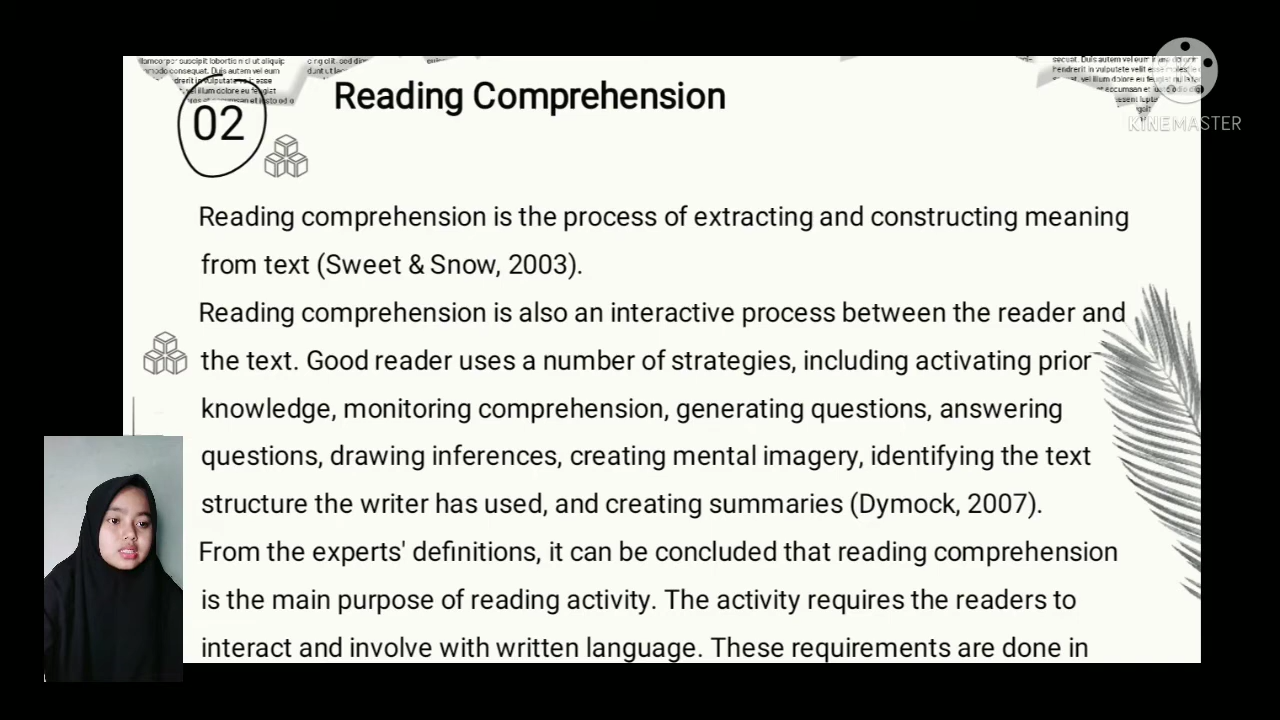 02
Reading Comprehension
KINEMASTER
Reading comprehension is the process of extracting and constructing meaning
from text (Sweet & Snow, 2003).
Reading comprehension is also an interactive process between the reader and
the text. Good reader uses a number of strategies, including activating prior
knowledge, monitoring comprehension, generating questions, answering
questions, drawing inferences, creating mental imagery, identifying the text
structure the writer has used, and creating summaries (Dymock, 2007).
From the experts' definitions, it can be concluded that reading comprehension
is the main purpose of reading activity. The activity requires the readers to
interact and involve with written language. These requirements are done in